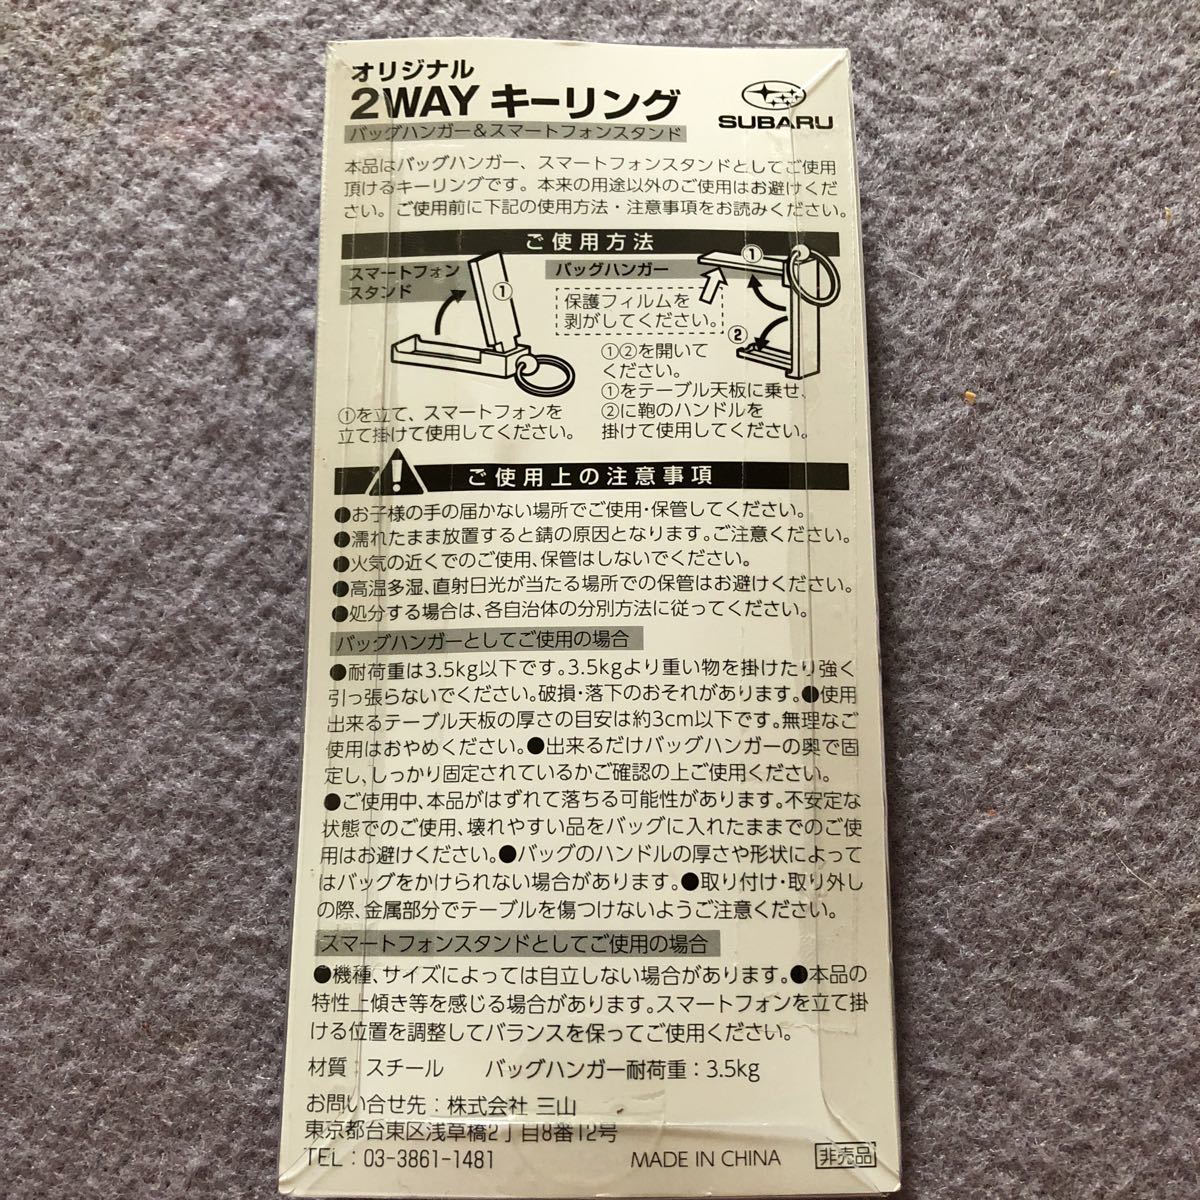 オリジナル
2WAY キーリング
SUBARU
バッグハンガー&スマートフォンスタンド
本品はバッグハンガー、スマートフォンスタンドとしてご使用
頂けるキーリングです。本来の用途以外のご使用はお避けくだ
さい。ご使用前に下記の使用方法・注意事項をお読みください。
ご使用方法
スマートフォン
スタンド
①
①を立て、スマートフォンを
立て掛けて使用してください。
バッグハンガー
保護フィルムを
剥がしてください。
①
②
①②を開いて
ください。
①をテーブル天板に乗せ、
②に鞄のハンドルを
掛けて使用してください。
ご使用上の注意事項
●お子様の手の届かない場所でご使用・保管してください。
●濡れたまま放置すると錆の原因となります。ご注意ください。
●火気の近くでのご使用、保管はしないでください。
●高温多湿、直射日光が当たる場所での保管はお避けください。
●処分する場合は、各自治体の分別方法に従ってください。
バッグハンガーとしてご使用の場合
●耐荷重は3.5kg以下です。3.5kgより重い物を掛けたり強く
引っ張らないでください。破損・落下のおそれがあります。●使用
出来るテーブル天板の厚さの目安は約3cm以下です。無理なご
使用はおやめください。●出来るだけバッグハンガーの奥で固
定し、しっかり固定されているかご確認の上ご使用ください。
●ご使用中、本品がはずれて落ちる可能性があります。不安定な
状態でのご使用、壊れやすい品をバッグに入れたままでのご使
用はお避けください。●バッグのハンドルの厚さや形状によって
はバッグをかけられない場合があります。●取り付け・取り外し
の際、金属部分でテーブルを傷つけないようご注意ください。
スマートフォンスタンドとしてご使用の場合
●機種、サイズによっては自立しない場合があります。●本品の
特性上傾き等を感じる場合があります。スマートフォンを立て掛
ける位置を調整してバランスを保ってご使用ください。
材質：スチール　バッグハンガー耐荷重：3.5kg
お問い合せ先：株式会社 三山
東京都台東区浅草橋2丁目8番12号
TEL：03-3861-1481
MADE IN CHINA
非売品